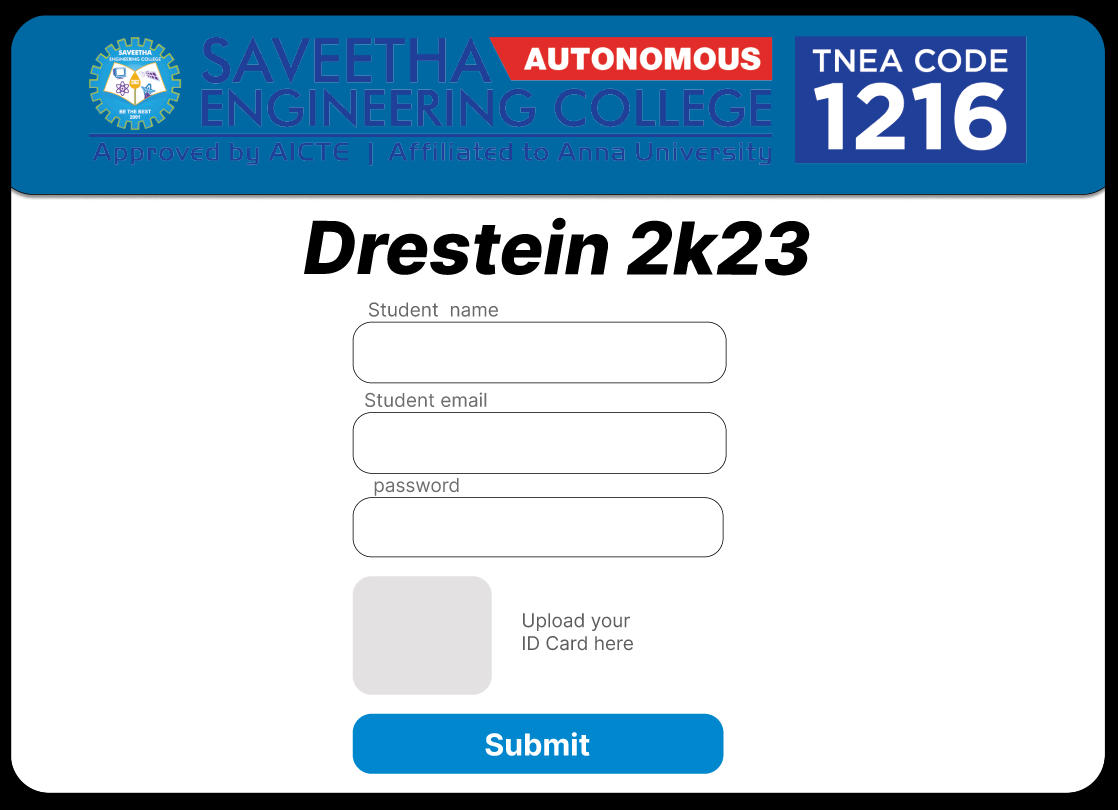 SAVEETHA
ENGINEERING COLLEGE
BE THE BEST
2001
SAVEETHA AUTONOMOUS
ENGINEERING COLLEGE
Approved by AICTE | Affiliated to Anna University
TNEA CODE
1216
Drestein 2k23
Student name
Student email
password
Upload your
ID Card here
Submit